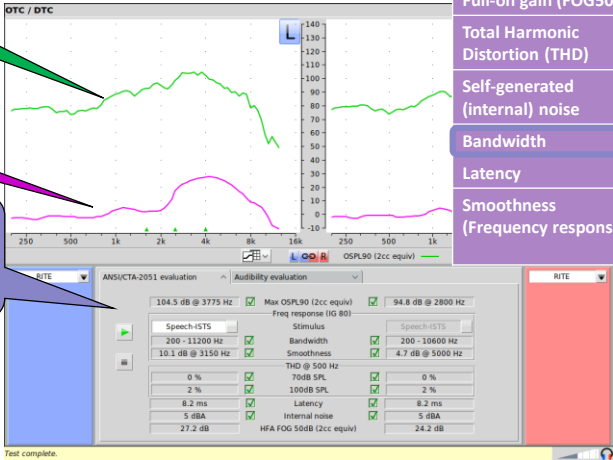 OTC / DTC
Full-on gain (FOG50
Total Harmonic
Distortion (THD)
Self-generated
(internal) noise
Bandwidth
Latency
Smoothness
(Frequency respons
L
140
130
120
110
100
90
80
70
60
50
40
30
20
10
0
-10
250 500 1k 2k 4k 8k 16k 250 500 1k
L R OSPL90 (2cc equiv)
RITE ANSI/CTA-2051 evaluation Audibility evaluation RITE
104.5 dB @ 3775 Hz Max OSPL90 (2cc equiv) 94.8 dB @ 2800 Hz
Freq response (IG 80)
Speech-ISTS Stimulus Speech-ISTS
200 - 11200 Hz Bandwidth 200 - 10600 Hz
10.1 dB @ 3150 Hz Smoothness 4.7 dB @ 5000 Hz
THD @ 500 Hz
0 % 70dB SPL 0 %
2 % 100dB SPL 2 %
8.2 ms Latency 8.2 ms
5 dBA Internal noise 5 dBA
27.2 dB HFA FOG 50dB (2cc equiv) 24.2 dB
Test complete.